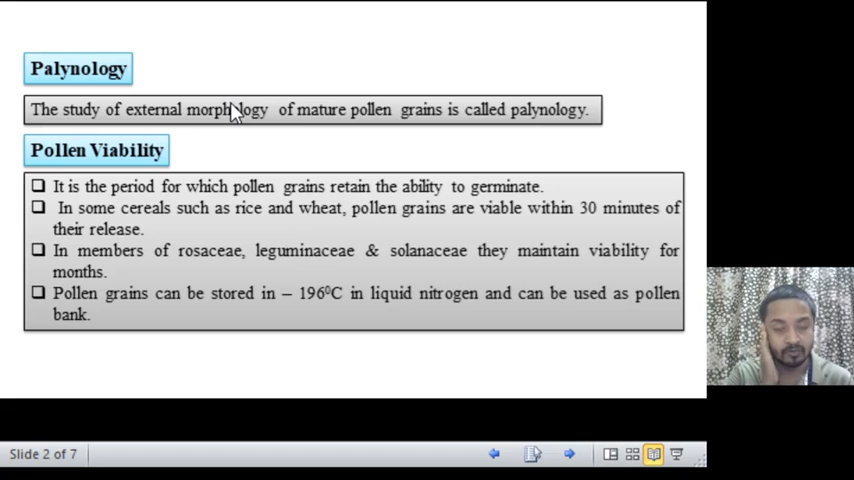 Palynology
The study of external morphology of mature pollen grains is called palynology.
Pollen Viability
It is the period for which pollen grains retain the ability to germinate.
In some cereals such as rice and wheat, pollen grains are viable within 30 minutes of
their release.
In members of rosaceae, leguminaceae & solanaceae they maintain viability for
months.
Pollen grains can be stored in – 196⁰C in liquid nitrogen and can be used as pollen
bank.
Slide 2 of 7